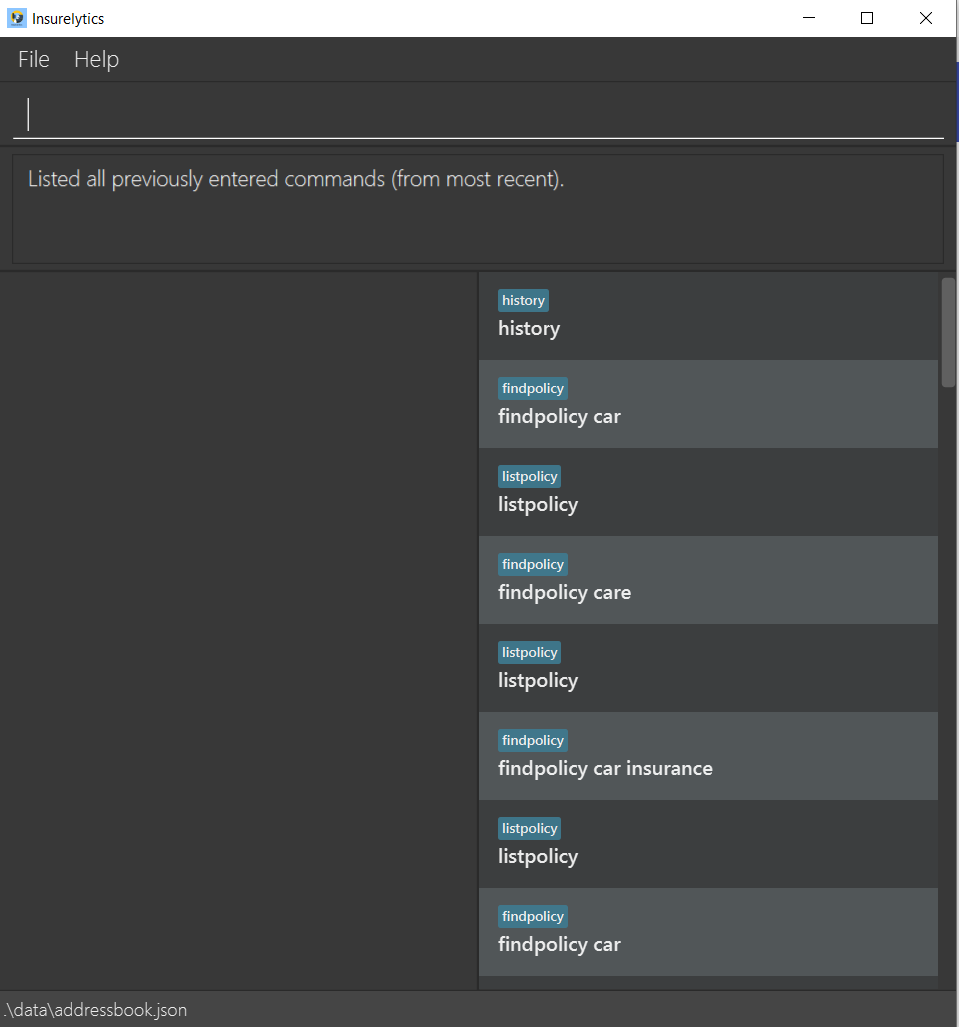 Insurelytics
File Help
Listed all previously entered commands (from most recent).
history
history
findpolicy
findpolicy car
listpolicy
listpolicy
findpolicy
findpolicy care
listpolicy
listpolicy
findpolicy
findpolicy car insurance
listpolicy
listpolicy
findpolicy
findpolicy car
.\data\addressbook.json